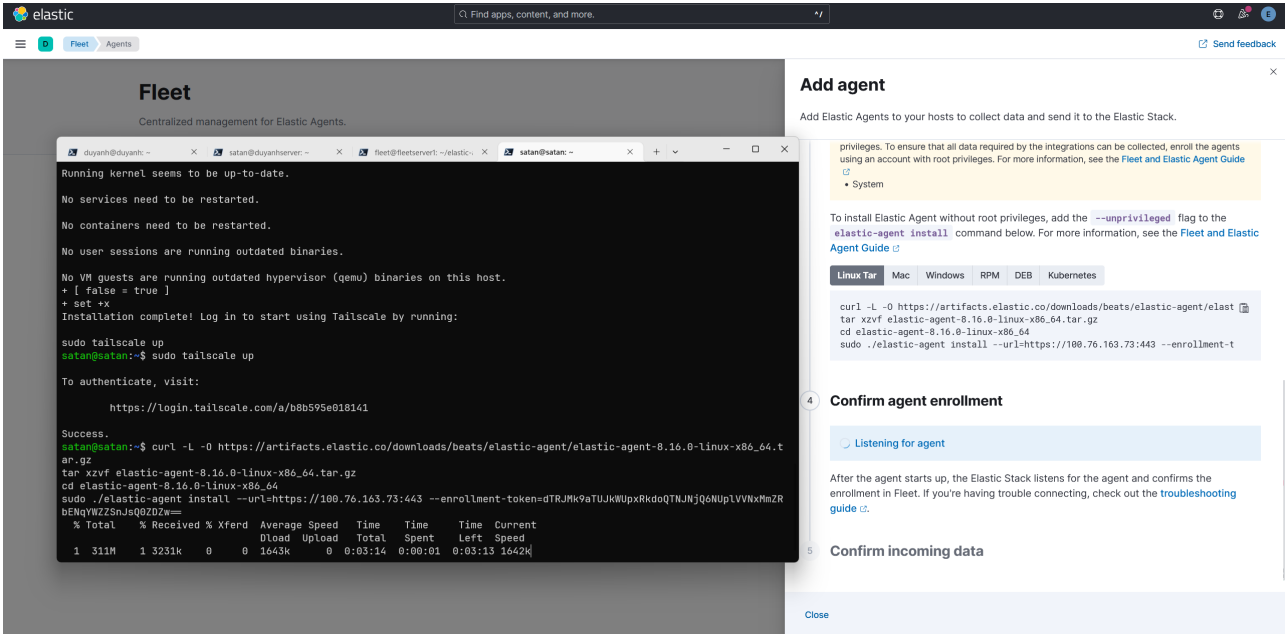 elastic
Find apps, content, and more.
^/
E
D
Fleet
Agents
Send feedback
Fleet
Centralized management for Elastic Agents.
duyanh@duyanh: ~
satan@duyanhserver: ~
fleet@fleetserver1: ~/elastic-
satan@satan: ~
Running kernel seems to be up-to-date.
No services need to be restarted.
No containers need to be restarted.
No user sessions are running outdated binaries.
No VM guests are running outdated hypervisor (qemu) binaries on this host.
+ [ false = true ]
+ set +x
Installation complete! Log in to start using Tailscale by running:
sudo tailscale up
satan@satan:~$ sudo tailscale up
To authenticate, visit:
https://login.tailscale.com/a/b8b595e018141
Success.
satan@satan:~$ curl -L -O https://artifacts.elastic.co/downloads/beats/elastic-agent/elastic-agent-8.16.0-linux-x86_64.t
ar.gz
tar xzvf elastic-agent-8.16.0-linux-x86_64.tar.gz
cd elastic-agent-8.16.0-linux-x86_64
sudo ./elastic-agent install --url=https://100.76.163.73:443 --enrollment-token=dTRJMk9aTUJkWUpxRkdoQTNJNjQ6NUplVVNxMmZR
bENqYWZZSnJsQ0ZDZw==
% Total % Received % Xferd Average Speed Time Time Time Current
Dload Upload Total Spent Left Speed
1 311M 1 3231k 0 0 1643k 0 0:03:14 0:00:01 0:03:13 1642k
Add agent
Add Elastic Agents to your hosts to collect data and send it to the Elastic Stack.
privileges. To ensure that all data required by the integrations can be collected, enroll the agents
using an account with root privileges. For more information, see the Fleet and Elastic Agent Guide
• System
To install Elastic Agent without root privileges, add the --unprivileged flag to the
elastic-agent install command below. For more information, see the Fleet and Elastic
Agent Guide
Linux Tar
Mac
Windows
RPM
DEB
Kubernetes
curl -L -O https://artifacts.elastic.co/downloads/beats/elastic-agent/elast
tar xzvf elastic-agent-8.16.0-linux-x86_64.tar.gz
cd elastic-agent-8.16.0-linux-x86_64
sudo ./elastic-agent install --url=https://100.76.163.73:443 --enrollment-t
4
Confirm agent enrollment
Listening for agent
After the agent starts up, the Elastic Stack listens for the agent and confirms the
enrollment in Fleet. If you're having trouble connecting, check out the troubleshooting
guide.
5
Confirm incoming data
Close